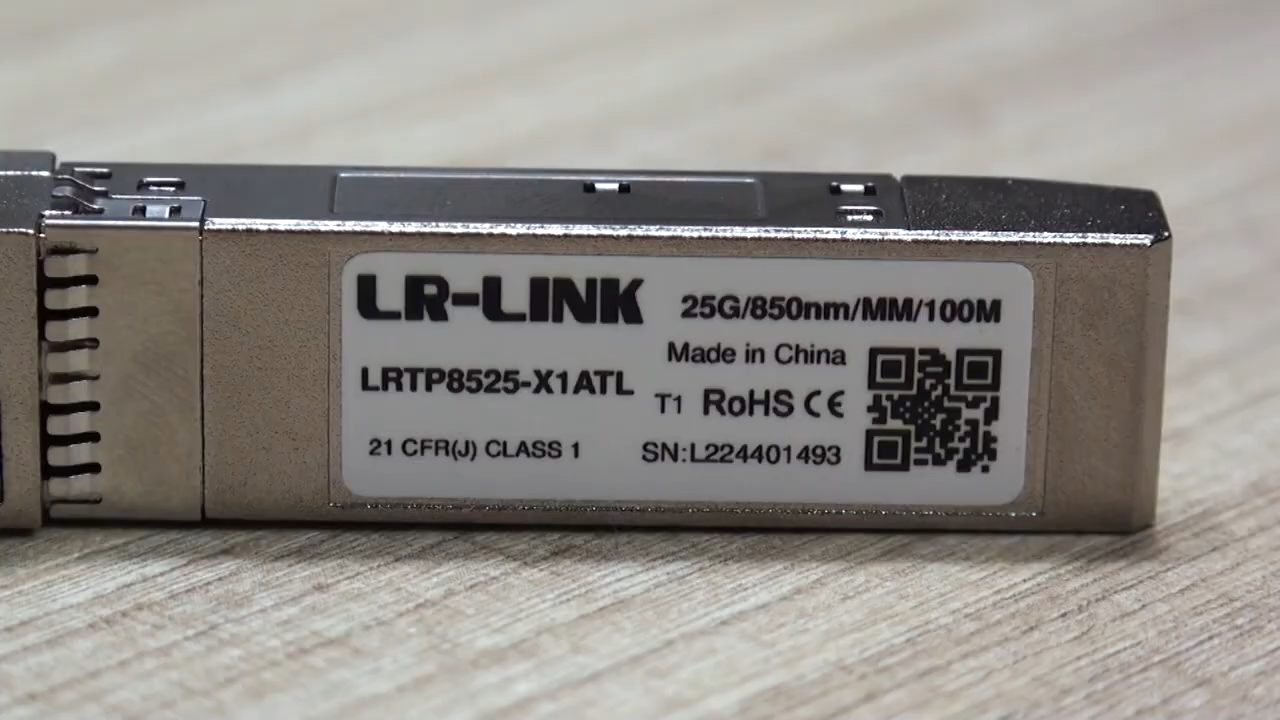 LR-LINK
25G/850nm/MM/100M
Made in China
LRTP8525-X1ATL
T1 RoHS CE
21 CFR(J) CLASS 1
SN:L224401493